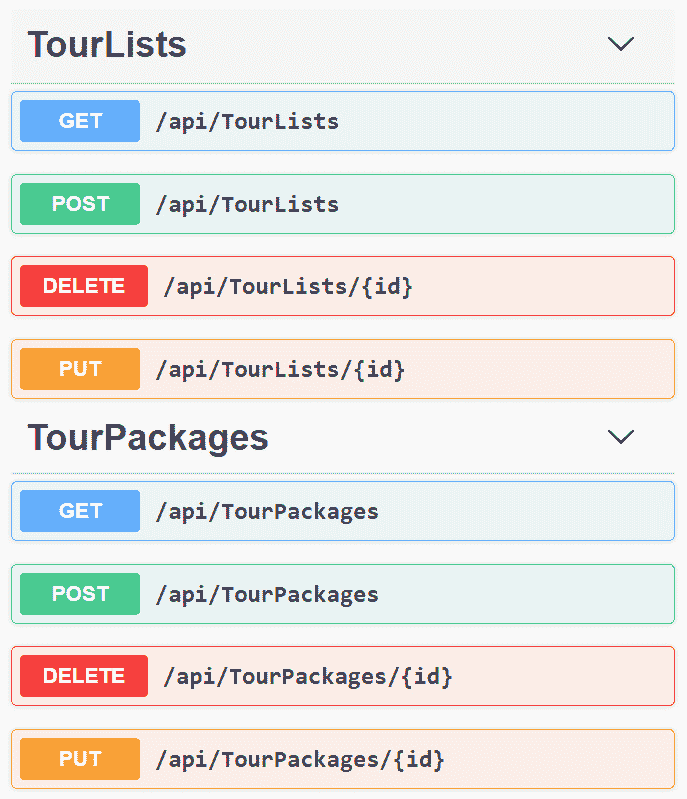 TourLists
GET /api/TourLists
POST /api/TourLists
DELETE /api/TourLists/{id}
PUT /api/TourLists/{id}
TourPackages
GET /api/TourPackages
POST /api/TourPackages
DELETE /api/TourPackages/{id}
PUT /api/TourPackages/{id}